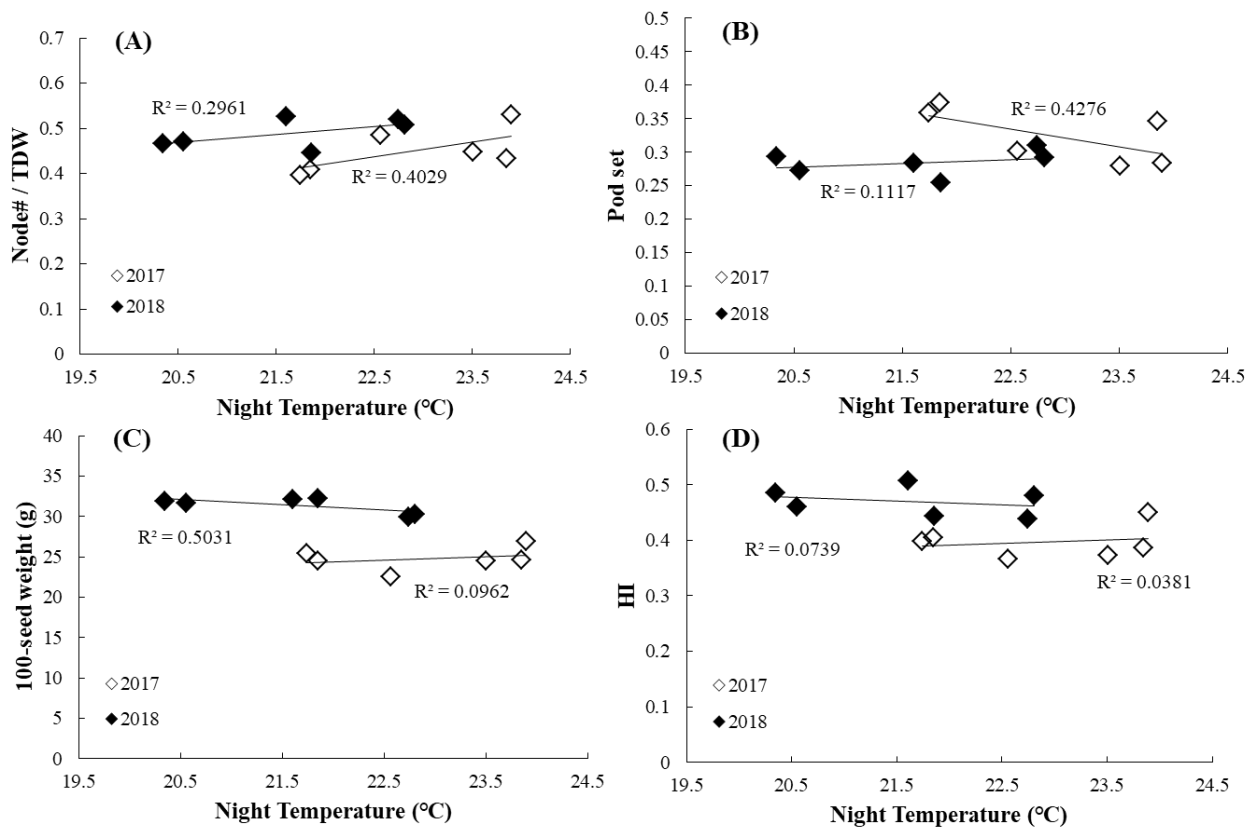 (A)
Node# / TDW
0.7
0.6
0.5
0.4
0.3
0.2
0.1
0
R² = 0.2961
R² = 0.4029
2017
2018
19.5 20.5 21.5 22.5 23.5 24.5
Night Temperature (°C)
(B)
Pod set
0.5
0.45
0.4
0.35
0.3
0.25
0.2
0.15
0.1
0.05
0
R² = 0.4276
R² = 0.1117
2017
2018
19.5 20.5 21.5 22.5 23.5 24.5
Night Temperature (°C)
(C)
100-seed weight (g)
40
35
30
25
20
15
10
5
0
R² = 0.5031
R² = 0.0962
2017
2018
19.5 20.5 21.5 22.5 23.5 24.5
Night Temperature (°C)
(D)
HI
0.6
0.5
0.4
0.3
0.2
0.1
0
R² = 0.0739
R² = 0.0381
2017
2018
19.5 20.5 21.5 22.5 23.5 24.5
Night Temperature (°C)